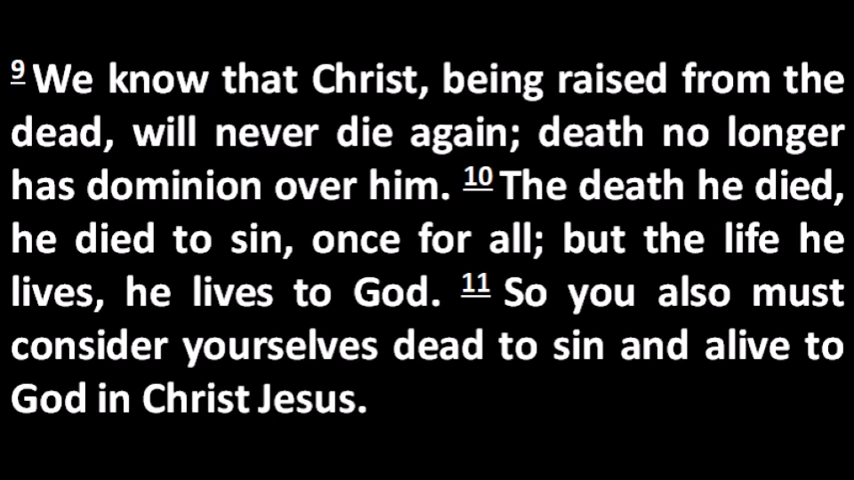 9 We know that Christ, being raised from the
dead, will never die again; death no longer
has dominion over him. 10 The death he died,
he died to sin, once for all; but the life he
lives, he lives to God. 11 So you also must
consider yourselves dead to sin and alive to
God in Christ Jesus.